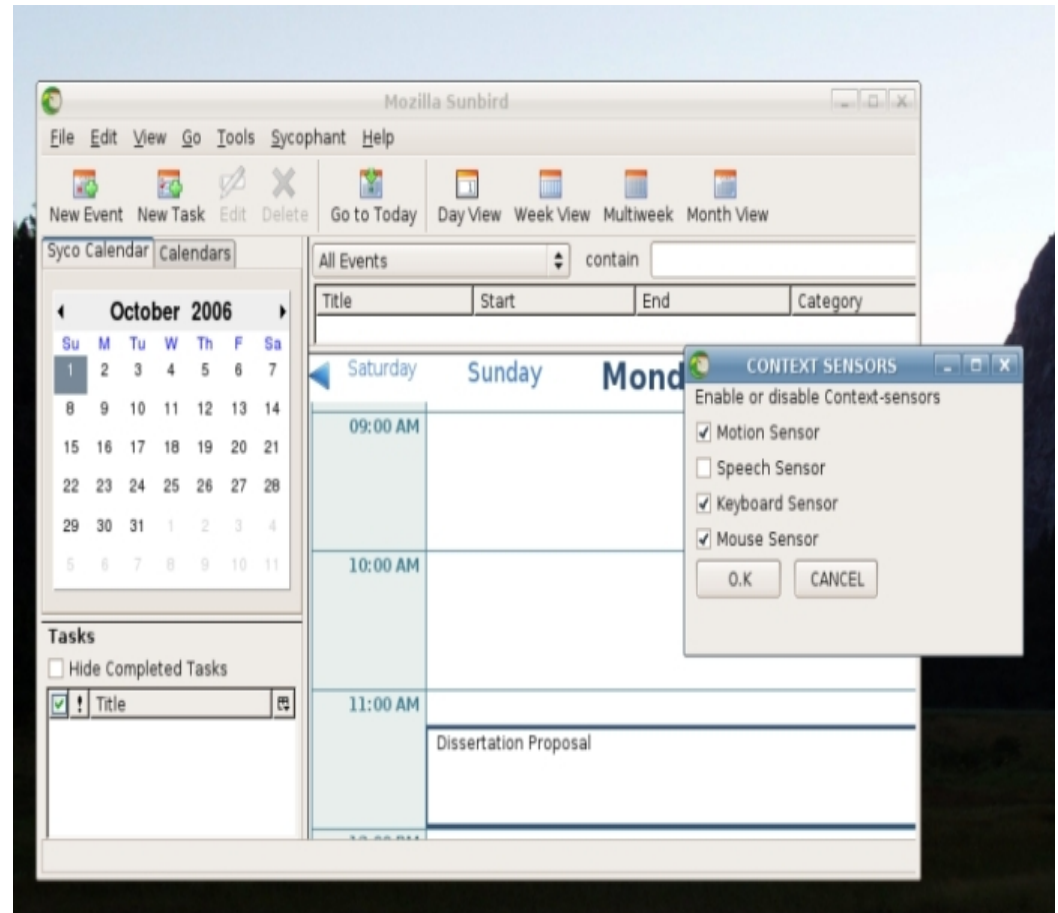 Mozilla Sunbird
File Edit View Go Tools Sycophant Help
New Event New Task Edit Delete Go to Today Day View Week View Multiweek Month View
Syco Calendar Calendars
All Events contain
Title Start End Category
October 2006
Su M Tu W Th F Sa
1 2 3 4 5 6 7
8 9 10 11 12 13 14
15 16 17 18 19 20 21
22 23 24 25 26 27 28
29 30 31 1 2 3 4
5 6 7 8 9 10 11
Tasks
Hide Completed Tasks
! Title
Saturday Sunday Mond
09:00 AM
10:00 AM
11:00 AM
Dissertation Proposal
CONTEXT SENSORS
Enable or disable Context-sensors
Motion Sensor
Speech Sensor
Keyboard Sensor
Mouse Sensor
O.K CANCEL